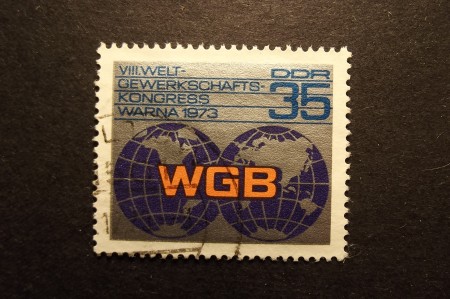 VIII.WELT-
GEWERKSCHAFTS-
KONGRESS
WARNA 1973
DDR
35
WGB